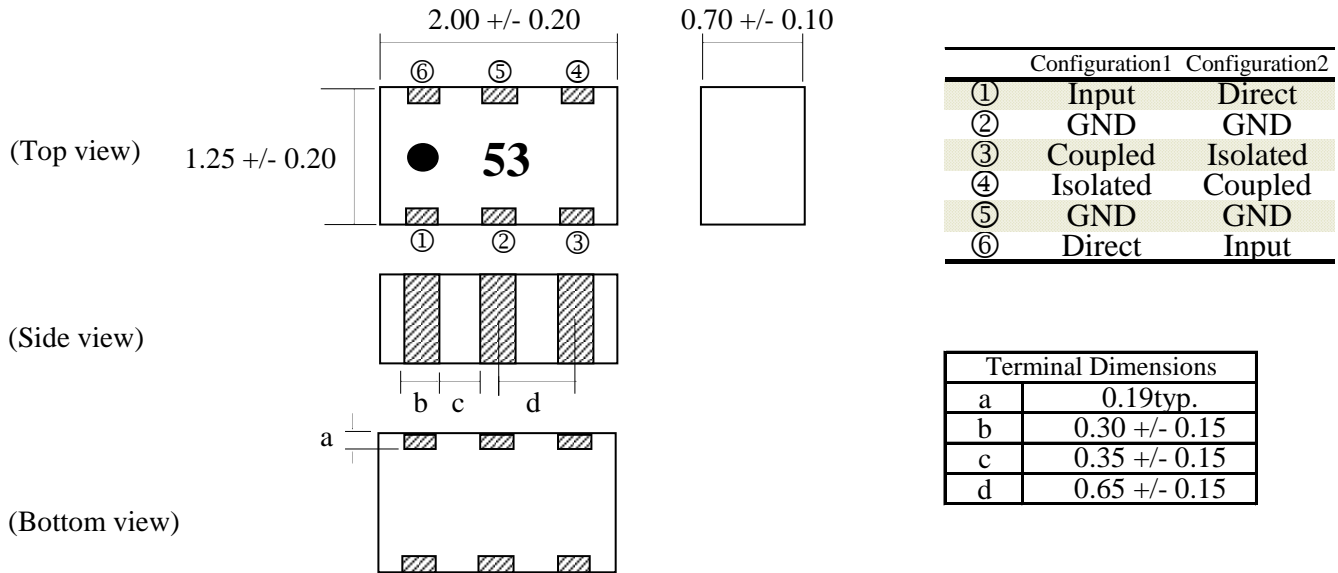 2.00 +/- 0.20
0.70 +/- 0.10
⑥ ⑤ ④
(Top view)
1.25 +/- 0.20
53
① ② ③
(Side view)
b c d
a
(Bottom view)
Configuration1 Configuration2
① Input Direct
② GND GND
③ Coupled Isolated
④ Isolated Coupled
⑤ GND GND
⑥ Direct Input
Terminal Dimensions
a 0.19typ.
b 0.30 +/- 0.15
c 0.35 +/- 0.15
d 0.65 +/- 0.15